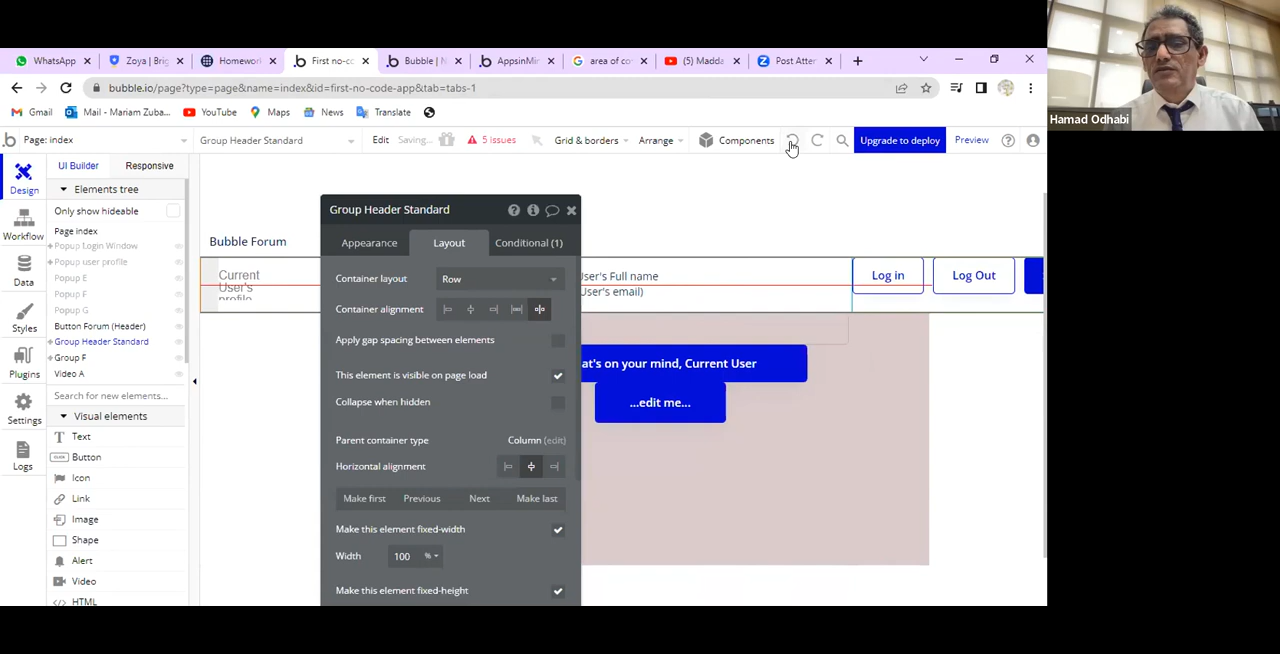 WhatsApp
Zoya | Brig
Homework
First no-co
Bubble | N
AppsinMin
area of co
(5) Madda
Post Atten
bubble.io/page?type=page&name=index&id=first-no-code-app&tab=tabs-1
Gmail
Mail - Mariam Zuba...
YouTube
Maps
News
Translate
Page: index
Group Header Standard
Edit
Saving...
5 issues
Grid & borders
Arrange
Components
Upgrade to deploy
Preview
Design
Workflow
Data
Styles
Plugins
Settings
Logs
UI Builder
Responsive
Elements tree
Only show hideable
Page index
Popup Login Window
Popup user profile
Popup E
Popup F
Popup G
Button Forum (Header)
Group Header Standard
Group F
Video A
Search for new elements...
Visual elements
Text
CLICK
Button
Icon
Link
Image
Shape
Alert
Video
HTML
Bubble Forum
Current
User's
profile
Group Header Standard
Appearance
Layout
Conditional (1)
Container layout
Row
Container alignment
Apply gap spacing between elements
This element is visible on page load
Collapse when hidden
Parent container type
Column (edit)
Horizontal alignment
Make first
Previous
Next
Make last
Make this element fixed-width
Width
100
%
Make this element fixed-height
User's Full name
User's email)
Log in
Log Out
at's on your mind, Current User
...edit me...
Hamad Odhabi